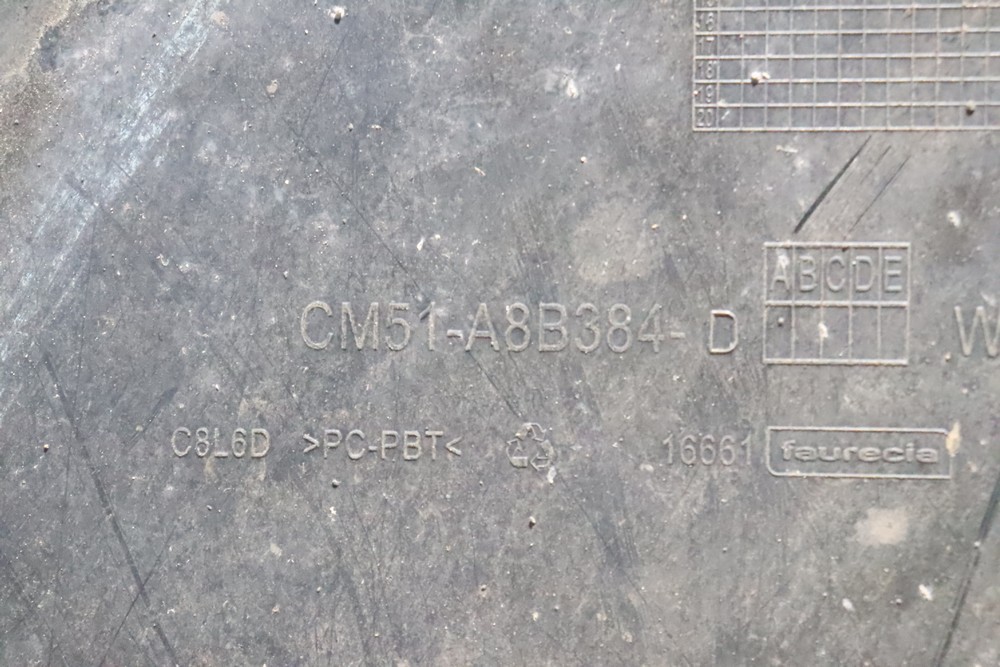 16
17
18
19
20
ABCDE
CM51-A8B384- D
W
C8L6D >PC-PBT< 16661 faurecia